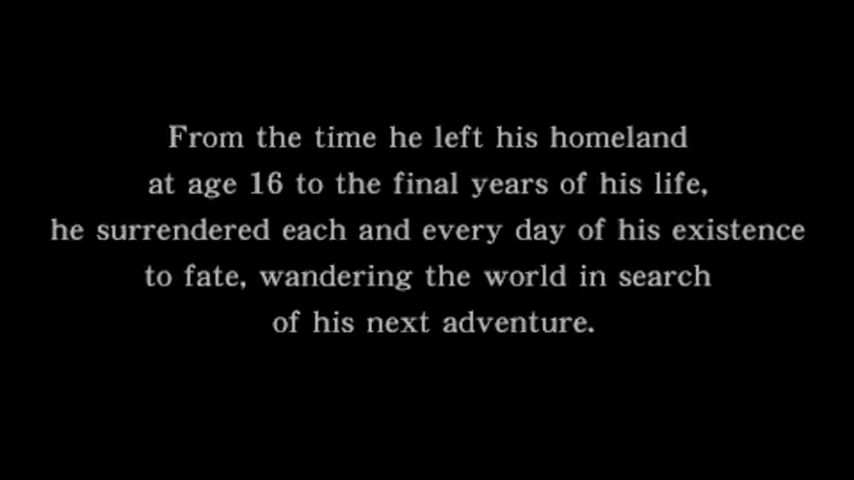 From the time he left his homeland
at age 16 to the final years of his life,
he surrendered each and every day of his existence
to fate, wandering the world in search
of his next adventure.